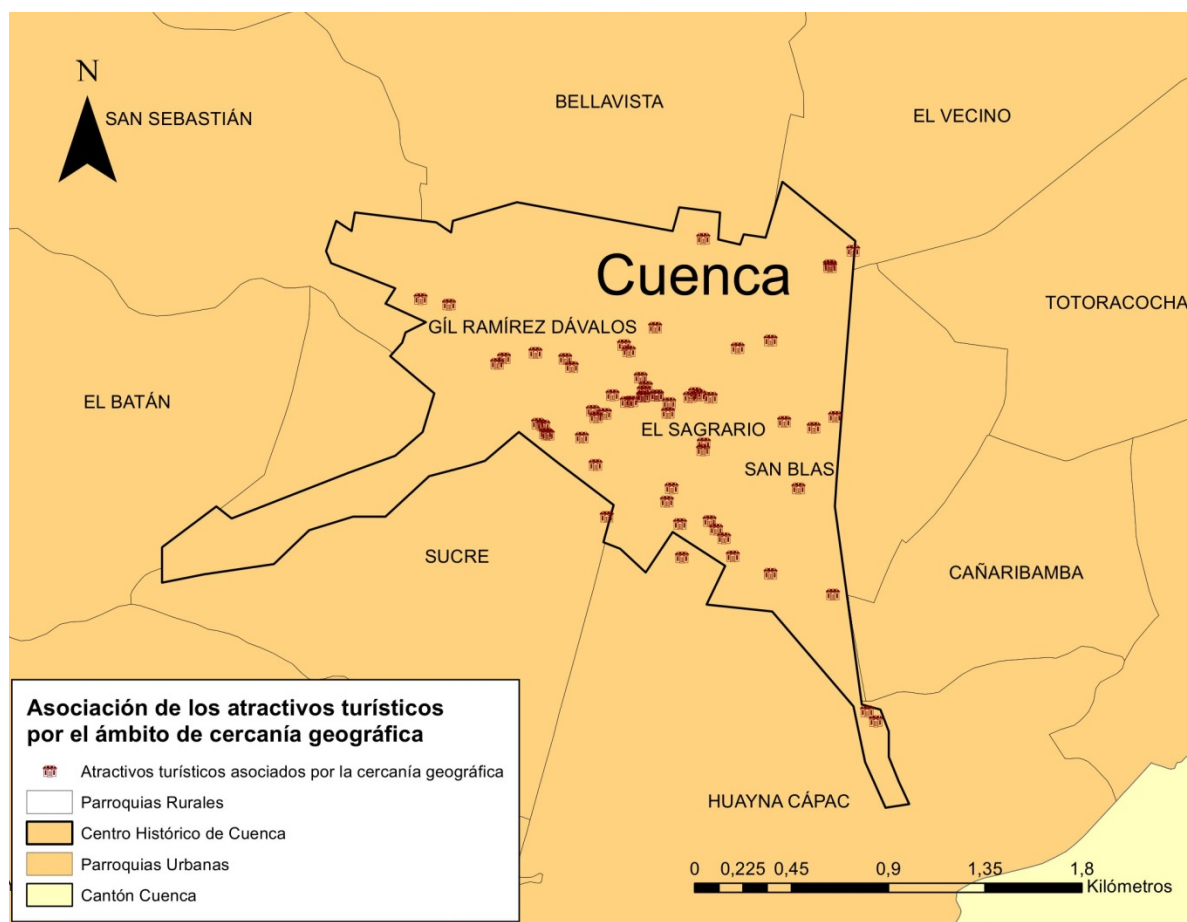 N
SAN SEBASTIÁN
BELLAVISTA
EL VECINO
Cuenca
TOTORACOCHA
GÍL RAMÍREZ DÁVALOS
EL BATÁN
EL SAGRARIO
SAN BLAS
SUCRE
CAÑARIBAMBA
HUAYNA CÁPAC
Asociación de los atractivos turísticos
por el ámbito de cercanía geográfica
Atractivos turísticos asociados por la cercanía geográfica
Parroquias Rurales
Centro Histórico de Cuenca
Parroquias Urbanas
Cantón Cuenca
0 0,225 0,45 0,9 1,35 1,8
Kilómetros